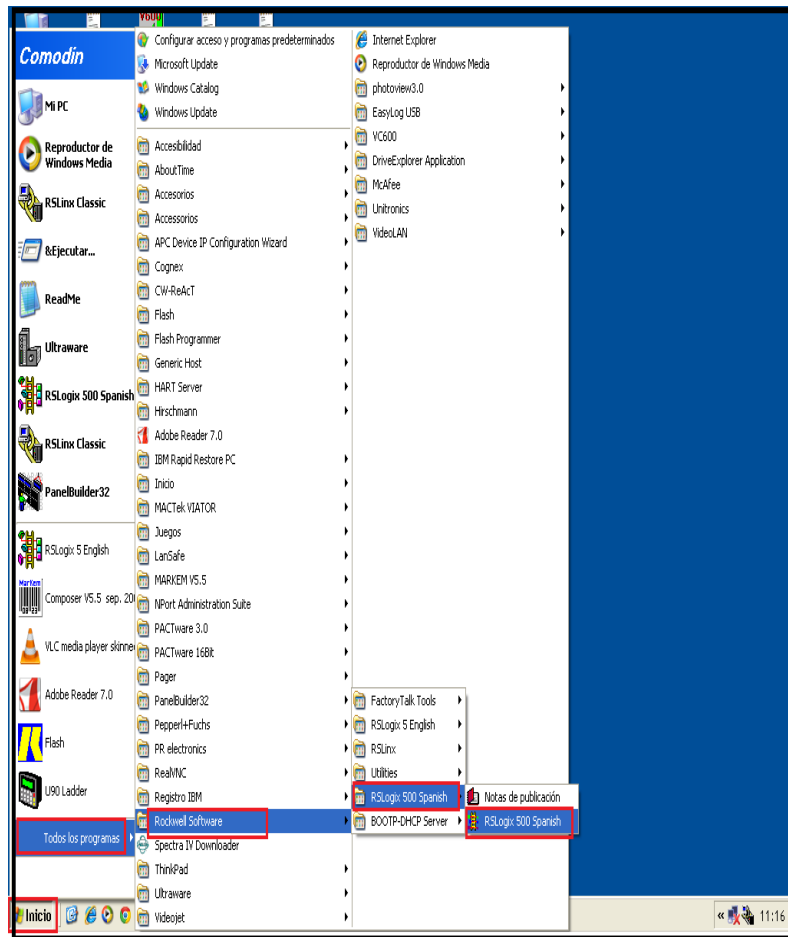 V600
Comodin
Mi PC
Reproductor de
Windows Media
RSLinx Classic
&Ejecutar...
ReadMe
Ultraware
RSLogix 500 Spanish
RSLinx Classic
PanelBuilder32
RSLogix 5 English
Markem
Composer V5.5 sep. 20
VLC media player skinne
Adobe Reader 7.0
Flash
U90 Ladder
Todos los programas
Configurar acceso y programas predeterminados
Microsoft Update
Windows Catalog
Windows Update
Accesibilidad
AboutTime
Accesorios
Accessories
APC Device IP Configuration Wizard
Cognex
CW-ReAcT
Flash
Flash Programmer
Generic Host
HART Server
Hirschmann
Adobe Reader 7.0
IBM Rapid Restore PC
Inicio
MACTek VIATOR
Juegos
LanSafe
MARKEM V5.5
NPort Administration Suite
PACTware 3.0
PACTware 16Bit
Pager
PanelBuilder32
Pepperl+Fuchs
PR electronics
RealVNC
Registro IBM
Rockwell Software
Spectra IV Downloader
ThinkPad
Ultraware
Videojet
Internet Explorer
Reproductor de Windows Media
photoview3.0
EasyLog USB
VC600
DriveExplorer Application
McAfee
Unitronics
VideoLAN
FactoryTalk Tools
RSLogix 5 English
RSLinx
Utilities
RSLogix 500 Spanish
BOOTP-DHCP Server
Notas de publicación
RSLogix 500 Spanish
Inicio
« 11:16